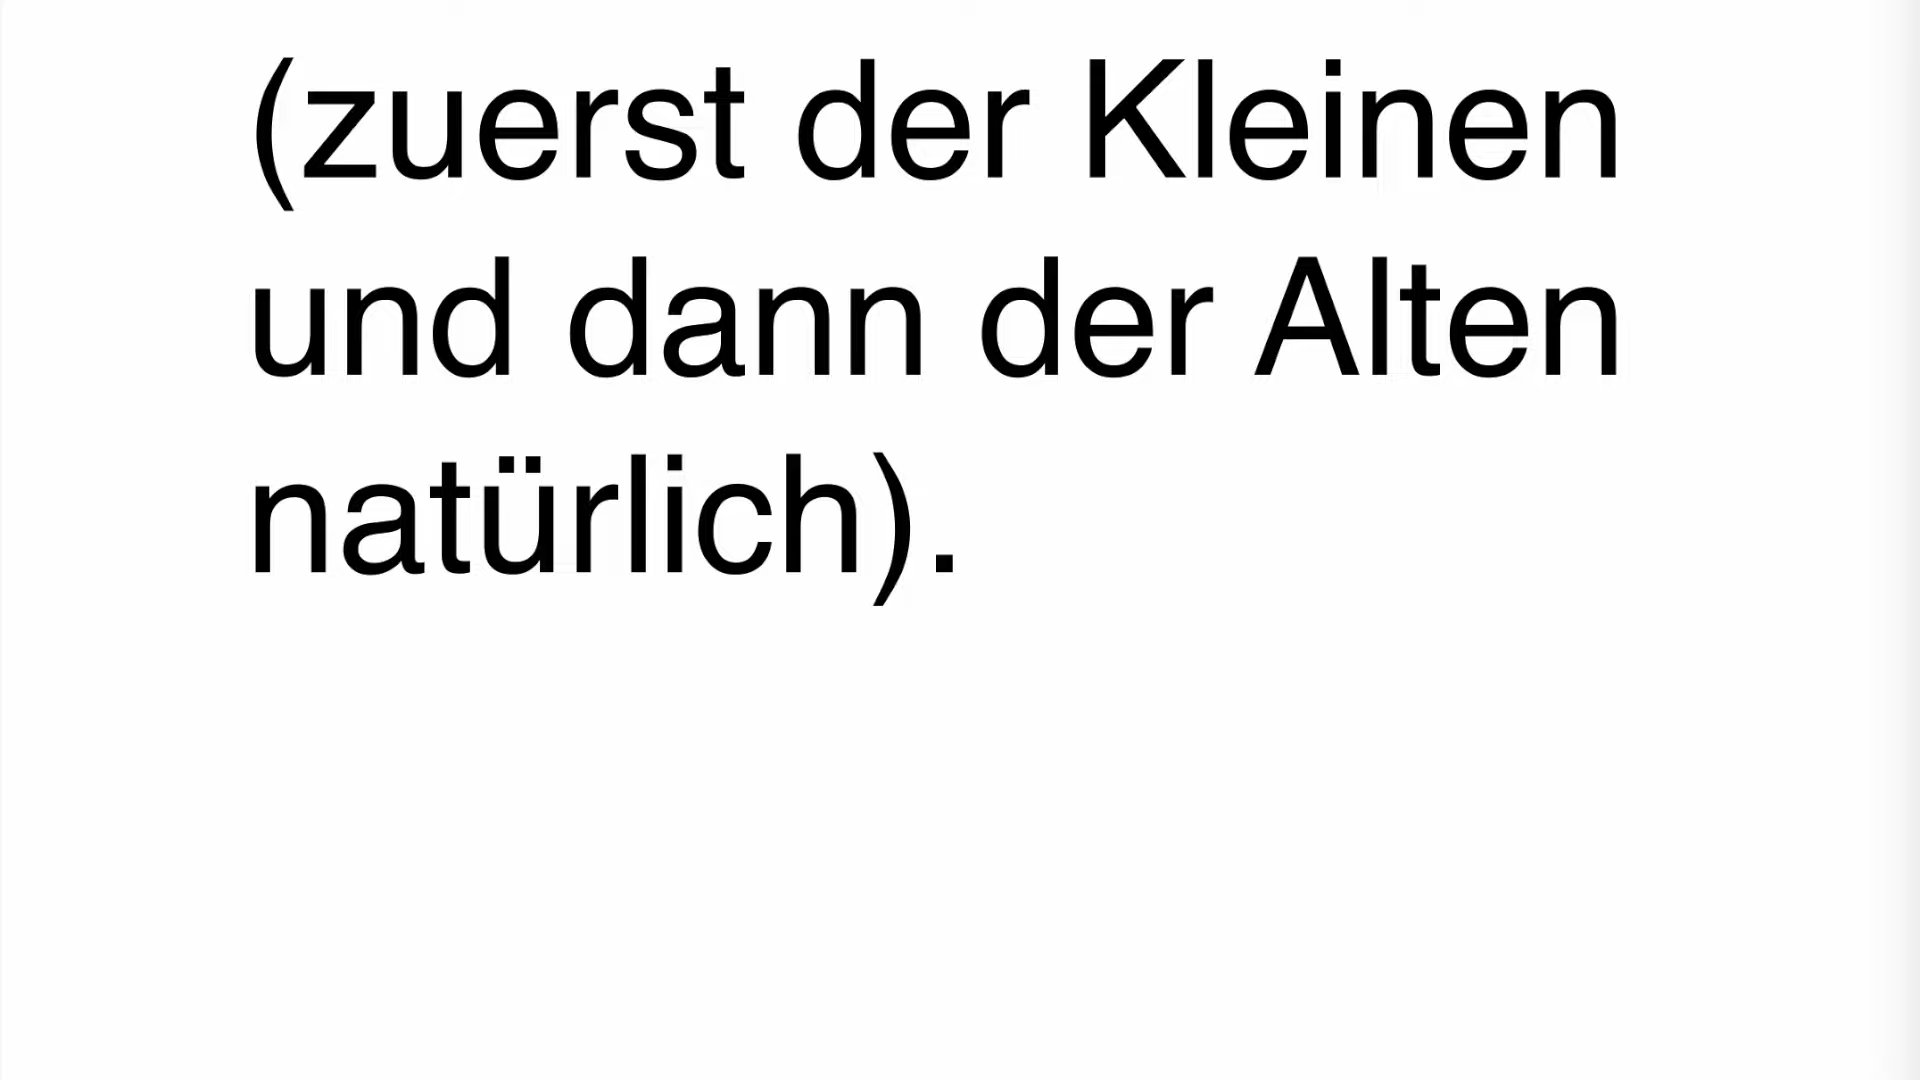 (zuerst der Kleinen
und dann der Alten
natürlich).